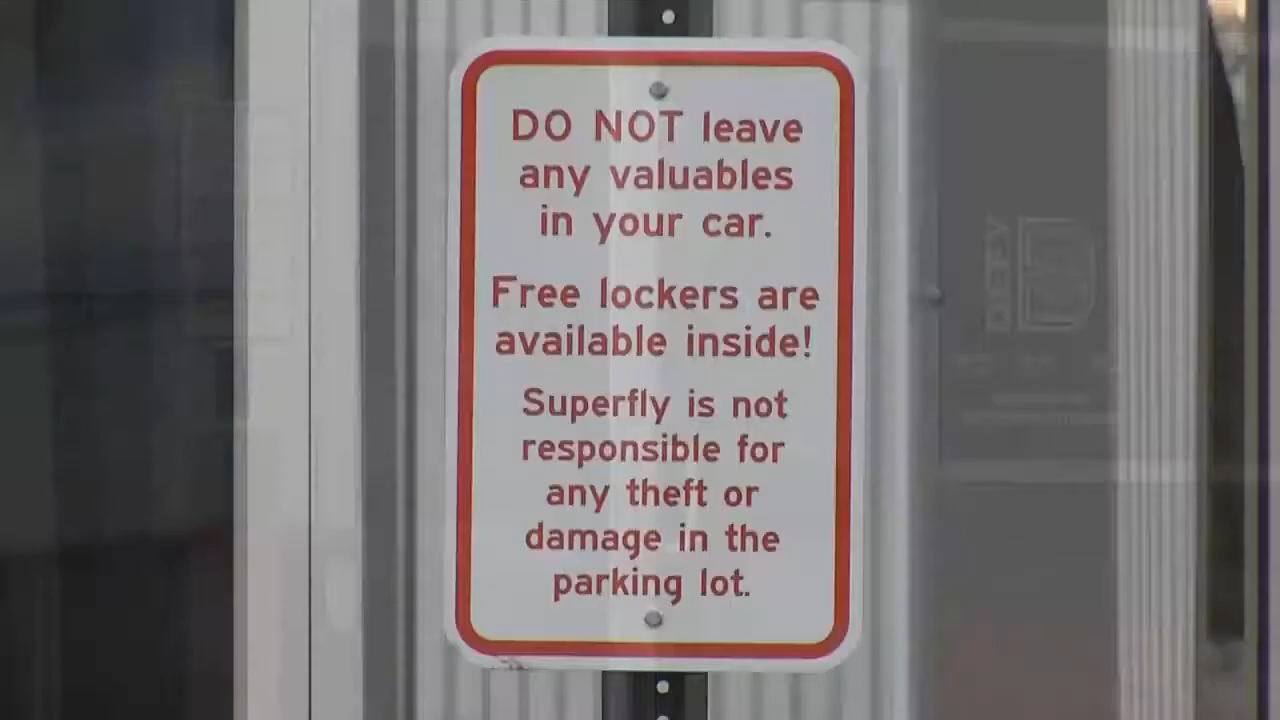 DO NOT leave
any valuables
in your car.
Free lockers are
available inside!
Superfly is not
responsible for
any theft or
damage in the
parking lot.
DEFY